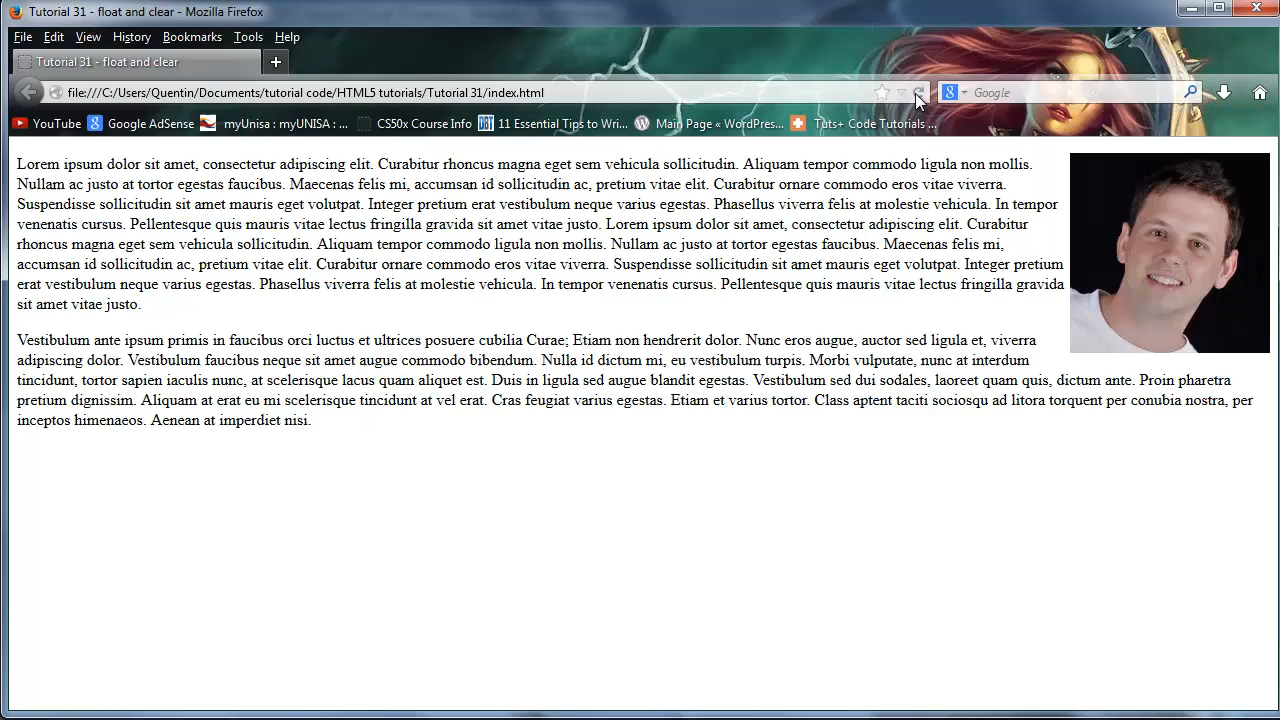 Tutorial 31 - float and clear - Mozilla Firefox
File Edit View History Bookmarks Tools Help
Tutorial 31 - float and clear
file:///C:/Users/Quentin/Documents/tutorial code/HTML5 tutorials/Tutorial 31/index.html
Google
YouTube Google AdSense myUnisa : myUNISA : ... CS50x Course Info 11 Essential Tips to Wri... Main Page « WordPres... Tuts+ Code Tutorials ...
Lorem ipsum dolor sit amet, consectetur adipiscing elit. Curabitur rhoncus magna eget sem vehicula sollicitudin. Aliquam tempor commodo ligula non mollis.
Nullam ac justo at tortor egestas faucibus. Maecenas felis mi, accumsan id sollicitudin ac, pretium vitae elit. Curabitur ornare commodo eros vitae viverra.
Suspendisse sollicitudin sit amet mauris eget volutpat. Integer pretium erat vestibulum neque varius egestas. Phasellus viverra felis at molestie vehicula. In tempor
venenatis cursus. Pellentesque quis mauris vitae lectus fringilla gravida sit amet vitae justo. Lorem ipsum dolor sit amet, consectetur adipiscing elit. Curabitur
rhoncus magna eget sem vehicula sollicitudin. Aliquam tempor commodo ligula non mollis. Nullam ac justo at tortor egestas faucibus. Maecenas felis mi,
accumsan id sollicitudin ac, pretium vitae elit. Curabitur ornare commodo eros vitae viverra. Suspendisse sollicitudin sit amet mauris eget volutpat. Integer pretium
erat vestibulum neque varius egestas. Phasellus viverra felis at molestie vehicula. In tempor venenatis cursus. Pellentesque quis mauris vitae lectus fringilla gravida
sit amet vitae justo.
Vestibulum ante ipsum primis in faucibus orci luctus et ultrices posuere cubilia Curae; Etiam non hendrerit dolor. Nunc eros augue, auctor sed ligula et, viverra
adipiscing dolor. Vestibulum faucibus neque sit amet augue commodo bibendum. Nulla id dictum mi, eu vestibulum turpis. Morbi vulputate, nunc at interdum
tincidunt, tortor sapien iaculis nunc, at scelerisque lacus quam aliquet est. Duis in ligula sed augue blandit egestas. Vestibulum sed dui sodales, laoreet quam quis, dictum ante. Proin pharetra
pretium dignissim. Aliquam at erat eu mi scelerisque tincidunt at vel erat. Cras feugiat varius egestas. Etiam et varius tortor. Class aptent taciti sociosqu ad litora torquent per conubia nostra, per
inceptos himenaeos. Aenean at imperdiet nisi.